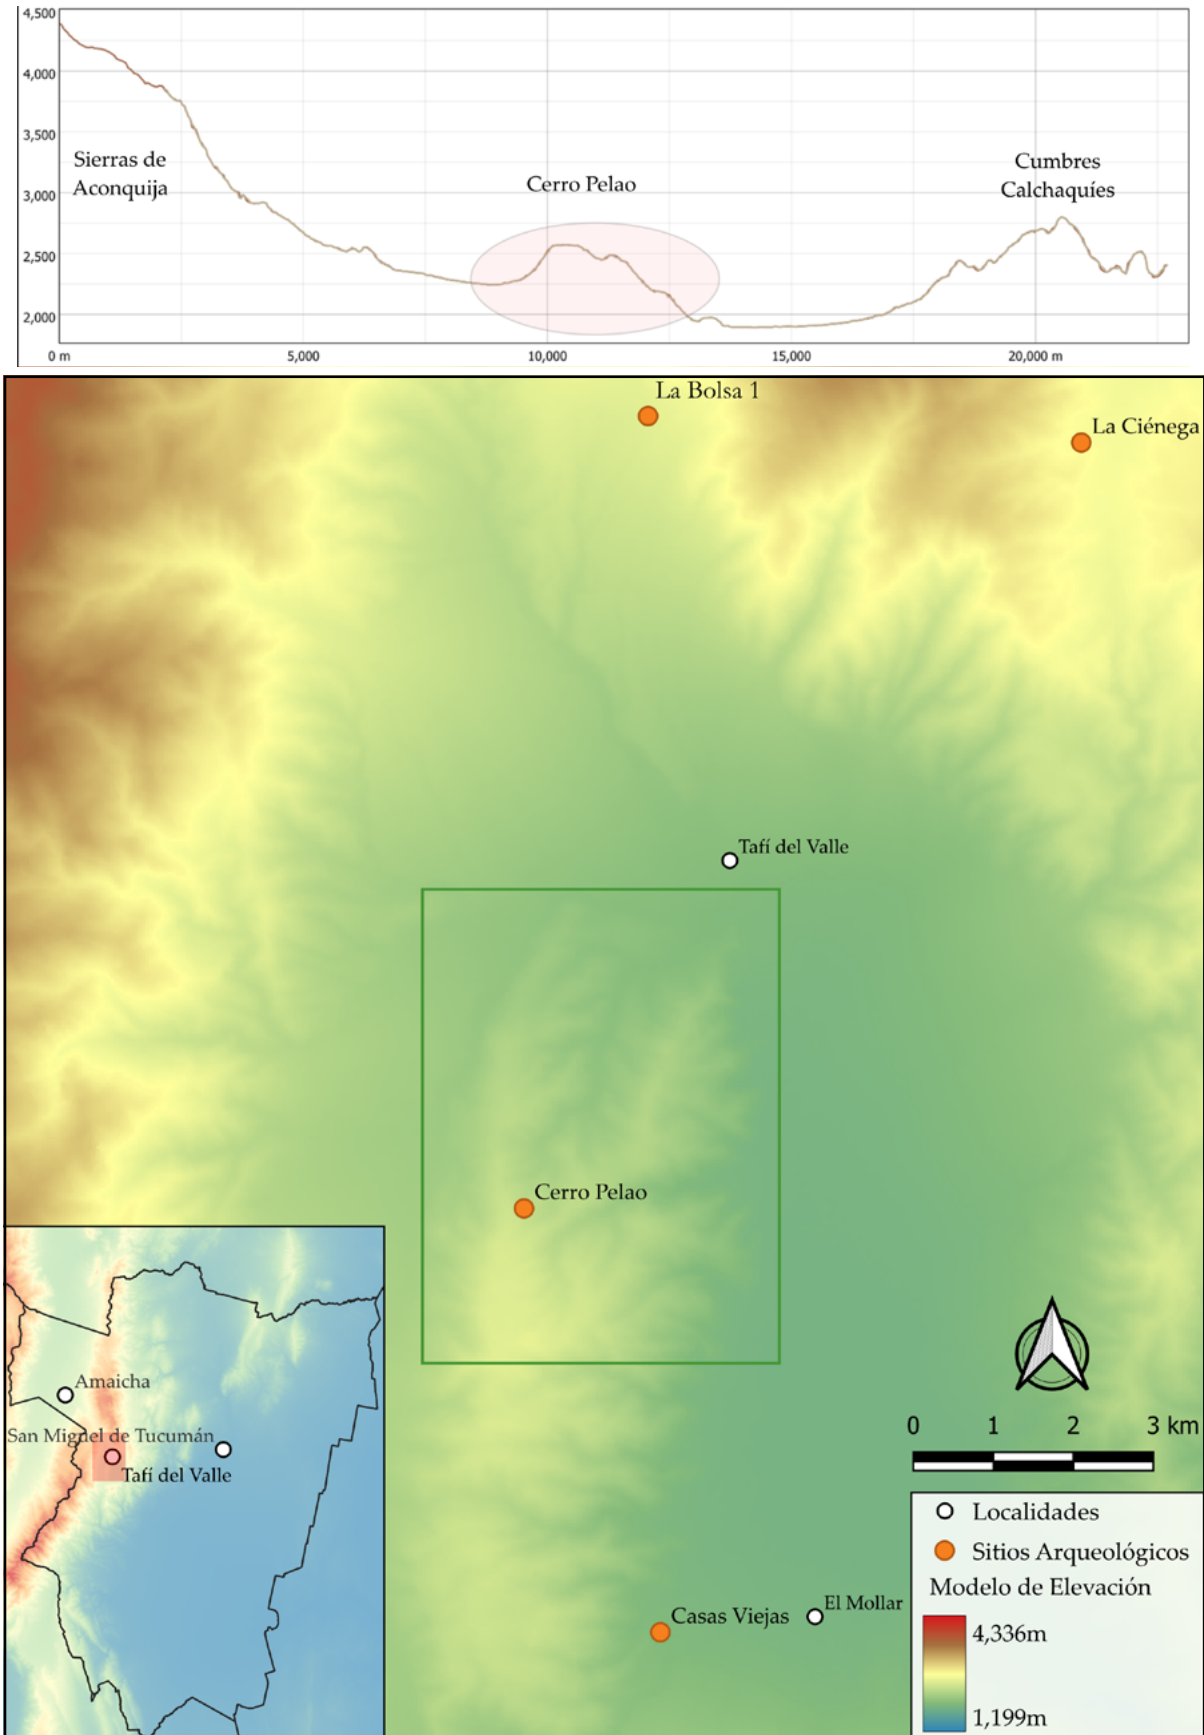 4,500
4,000
3,500
3,000
2,500
2,000
Sierras de
Aconquija
Cerro Pelao
Cumbres
Calchaquíes
0 m
5,000
10,000
15,000
20,000 m
La Bolsa 1
La Ciénega
Tafí del Valle
Cerro Pelao
Amaicha
San Miguel de Tucumán
Tafí del Valle
0 1 2 3 km
Localidades
Sitios Arqueológicos
Modelo de Elevación
4,336m
1,199m
Casas Viejas
El Mollar